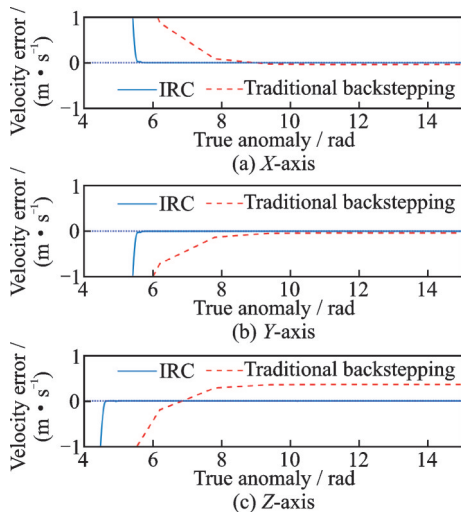 Velocity error /
(m • s⁻¹)
1
0
−1
IRC
Traditional backstepping
4 6 8 10 12 14
True anomaly / rad
(a) X-axis
Velocity error /
(m • s⁻¹)
1
0
−1
IRC
Traditional backstepping
4 6 8 10 12 14
True anomaly / rad
(b) Y-axis
Velocity error /
(m • s⁻¹)
1
0
−1
IRC
Traditional backstepping
4 6 8 10 12 14
True anomaly / rad
(c) Z-axis